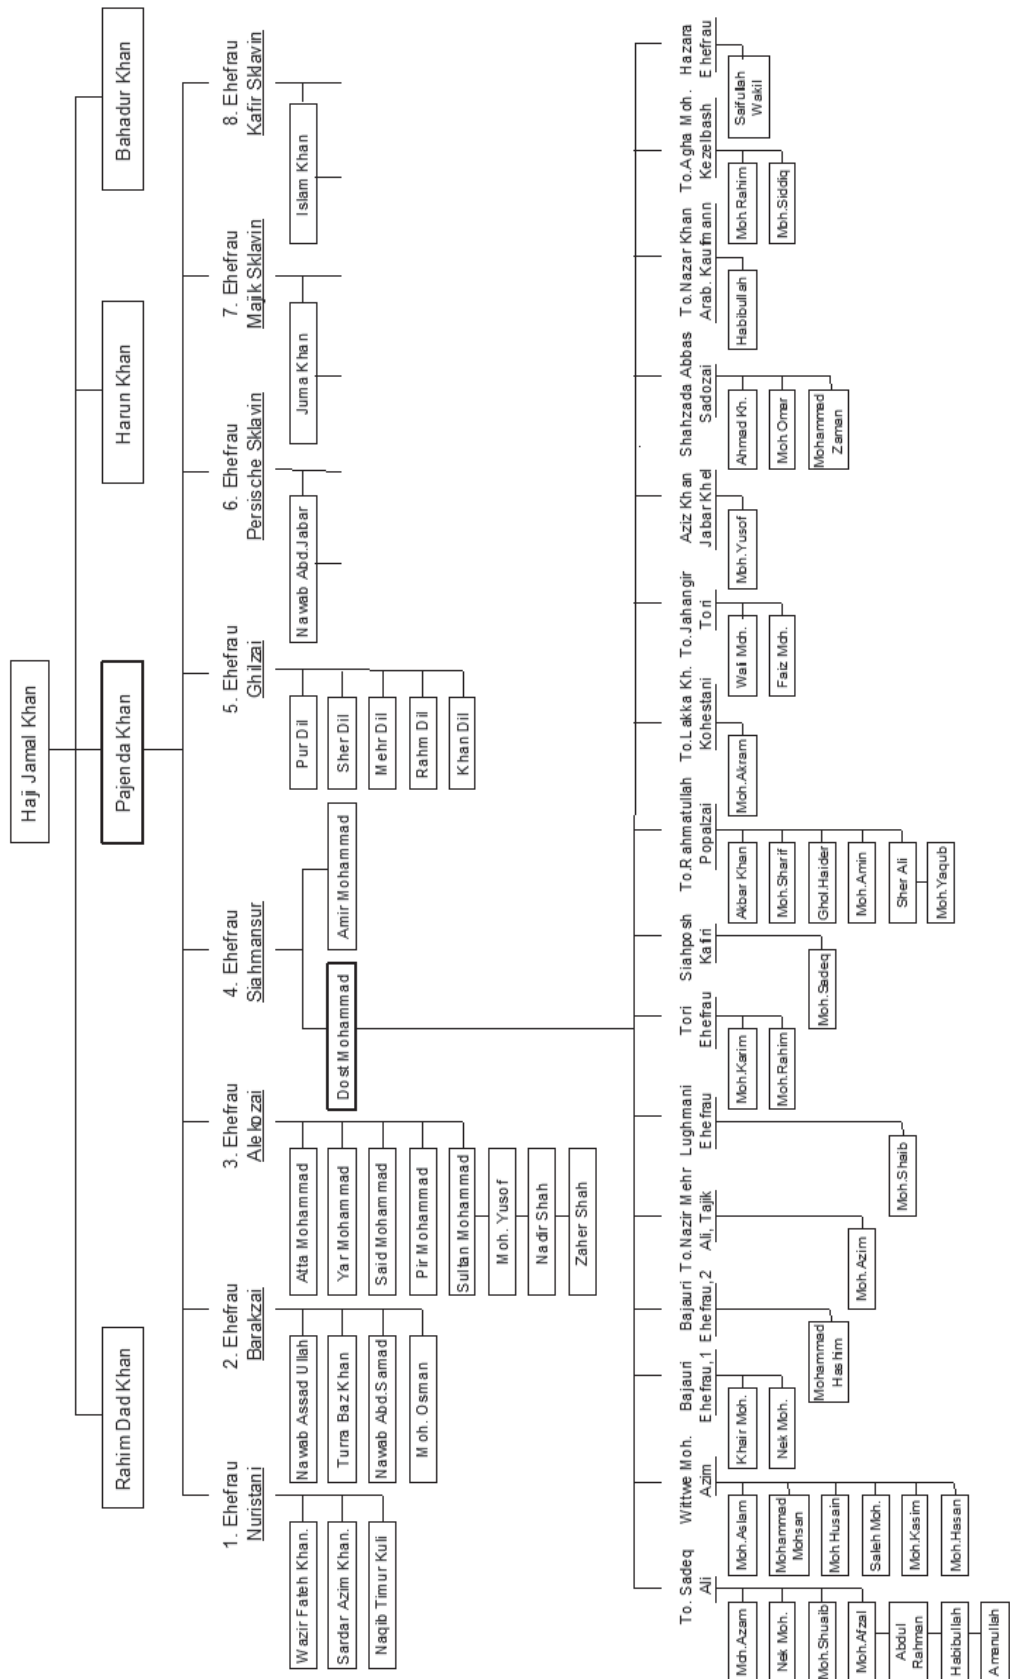 Haji Jamal Khan
Rahim Dad Khan
Pajenda Khan
Harun Khan
Bahadur Khan
1. Ehefrau
Nuristani
Wazir Fateh Khan.
Sardar Azim Khan.
Naqib Timur Kuli
2. Ehefrau
Barakzai
Nawab Assad Ullah
Turra Baz Khan
Nawab Abd.Samad
Moh. Osman
3. Ehefrau
Alekozai
Atta Mohammad
Yar Mohammad
Said Mohammad
Pir Mohammad
Sultan Mohammad
Moh. Yusof
Nadir Shah
Zaher Shah
4. Ehefrau
Siahmansur
Dost Mohammad
Amir Mohammad
5. Ehefrau
Ghilzai
Pur Dil
Sher Dil
Mehr Dil
Rahm Dil
Khan Dil
6. Ehefrau
Persische Sklavin
Nawab Abd.Jabar
7. Ehefrau
Majik Sklavin
Juma Khan
8. Ehefrau
Kafir Sklavin
Islam Khan
To. Sadeq
Ali
Moh.Azam
Nek Moh.
Moh.Shuaib
Moh.Afzal
Abdul
Rahman
Habibullah
Amanullah
Wittwe Moh.
Azim
Moh.Aslam
Mohammad
Mohsan
Moh.Husain
Saleh Moh.
Moh.Kasim
Moh.Hasan
Bajauri
Ehefrau,1
Khair Moh.
Nek Moh.
Bajauri
Ehefrau,2
Mohammad
Hashim
To.Nazir Mehr
Ali, Tajik
Moh.Azim
Lughmani
Ehefrau
Moh.Shaib
Tori
Ehefrau
Moh.Karim
Moh.Rahim
Siahposh
Kafiri
Moh.Sadeq
To.Rahmatullah
Popalzai
Akbar Khan
Moh.Sharif
Ghol.Haider
Moh.Amin
Sher Ali
Moh.Yaqub
To.Lakka Kh.
Kohestani
Moh.Akram
To.Jahangir
Tori
Wali Moh.
Faiz Moh.
Aziz Khan
Jabar Khel
Moh.Yusof
Shahzada Abbas
Sadozai
Ahmad Kh.
Moh Omar
Mohammad
Zaman
To.Nazar Khan
Arab. Kaufmann
Habibullah
To.Agha Moh.
Kezelbash
Moh Rahim
Moh.Siddiq
Hazara
Ehefrau
Saifullah
Wakil